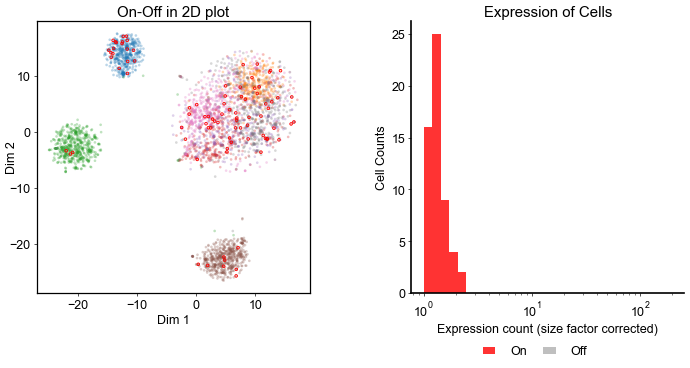 On-Off in 2D plot
Dim 2
10
0
−10
−20
−20 −10 0 10
Dim 1
Expression of Cells
Cell Counts
25
20
15
10
5
0
10^0 10^1 10^2
Expression count (size factor corrected)
On Off